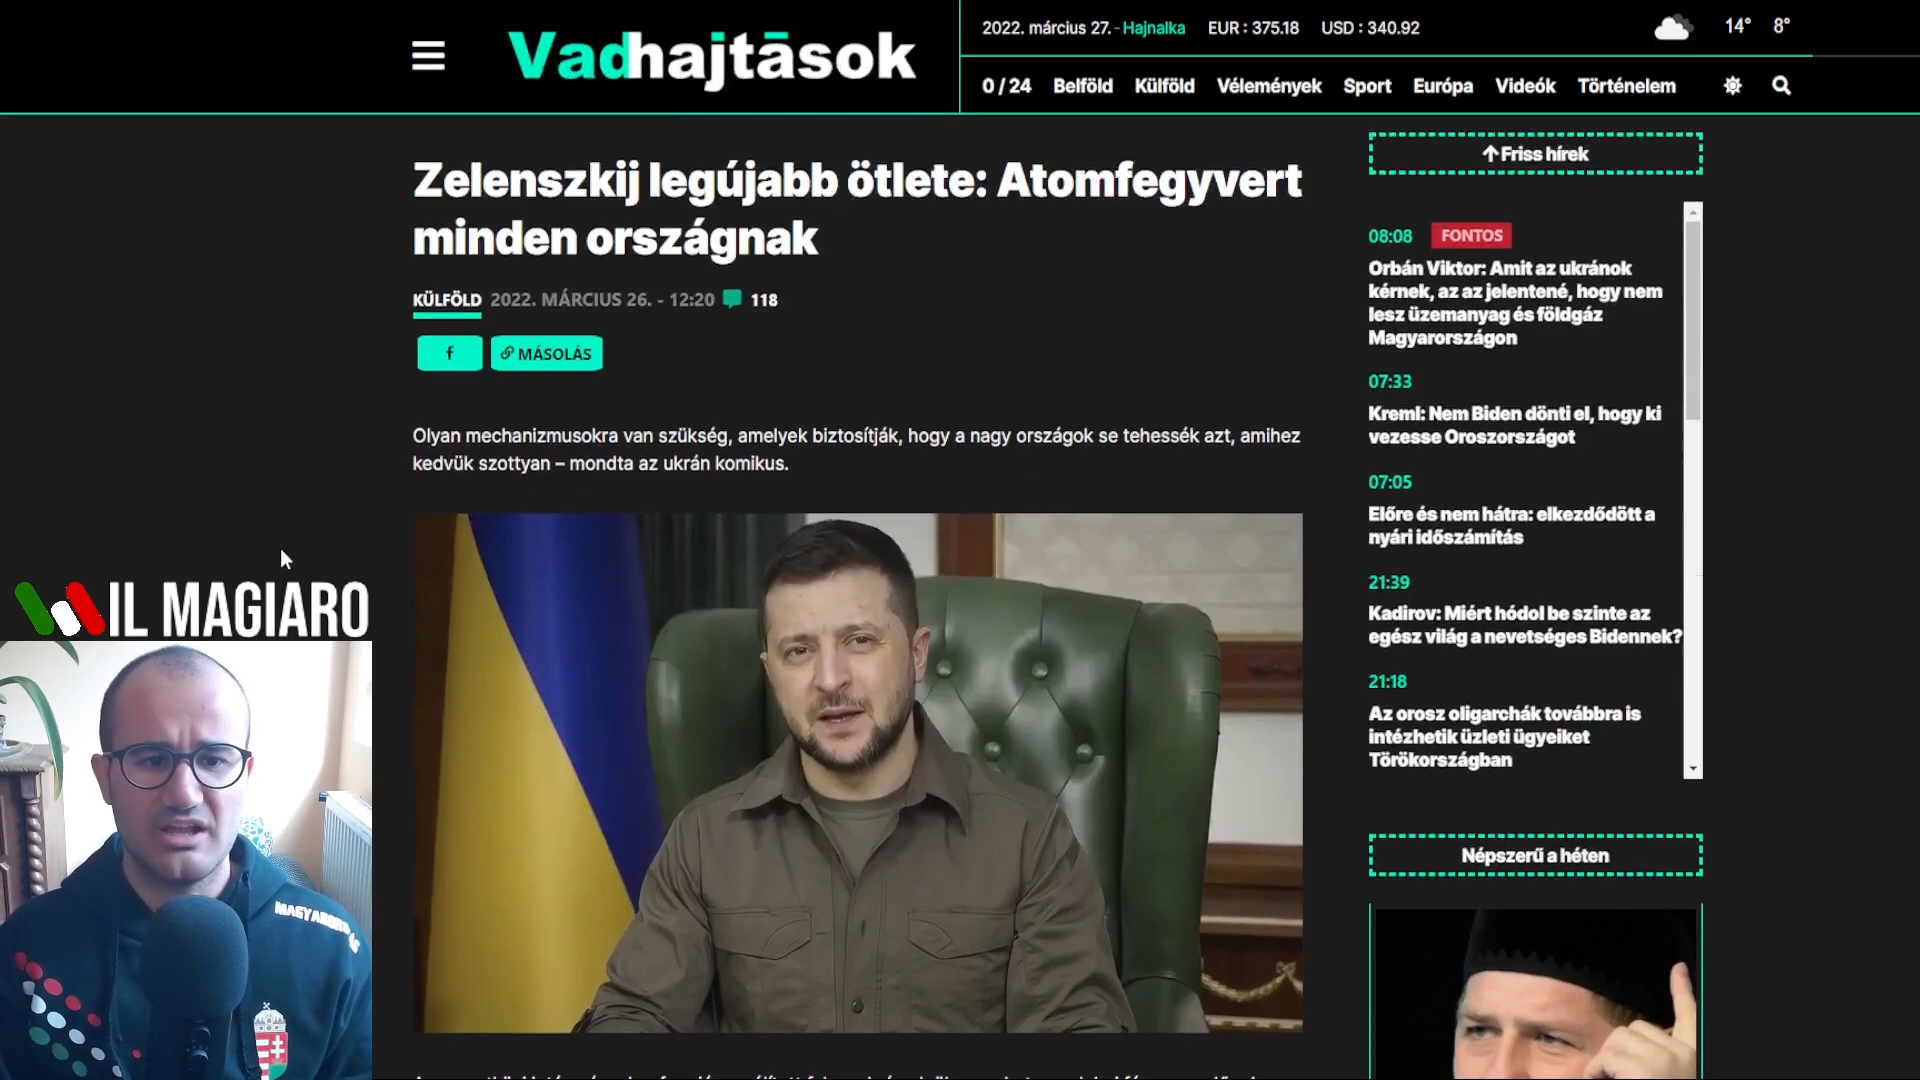 Vadhajtāsok
2022. március 27. - Hajnalka EUR : 375.18 USD : 340.92 14° 8°
0 / 24 Belföld Külföld Vélemények Sport Európa Videók Történelem
Zelenszkij legújabb ötlete: Atomfegyvert
minden országnak
KÜLFÖLD 2022. MÁRCIUS 26. - 12:20 118
f MÁSOLÁS
Olyan mechanizmusokra van szükség, amelyek biztosítják, hogy a nagy országok se tehessék azt, amihez
kedvük szottyan – mondta az ukrán komikus.
Friss hírek
08:08 FONTOS
Orbán Viktor: Amit az ukránok
kérnek, az az jelentené, hogy nem
lesz üzemanyag és földgáz
Magyarországon
07:33
Kreml: Nem Biden dönti el, hogy ki
vezesse Oroszországot
07:05
Előre és nem hátra: elkezdődött a
nyári időszámítás
21:39
Kadirov: Miért hódol be szinte az
egész világ a nevetséges Bidennek?
21:18
Az orosz oligarchák továbbra is
intézhetik üzleti ügyeiket
Törökországban
Népszerű a héten
IL MAGIARO